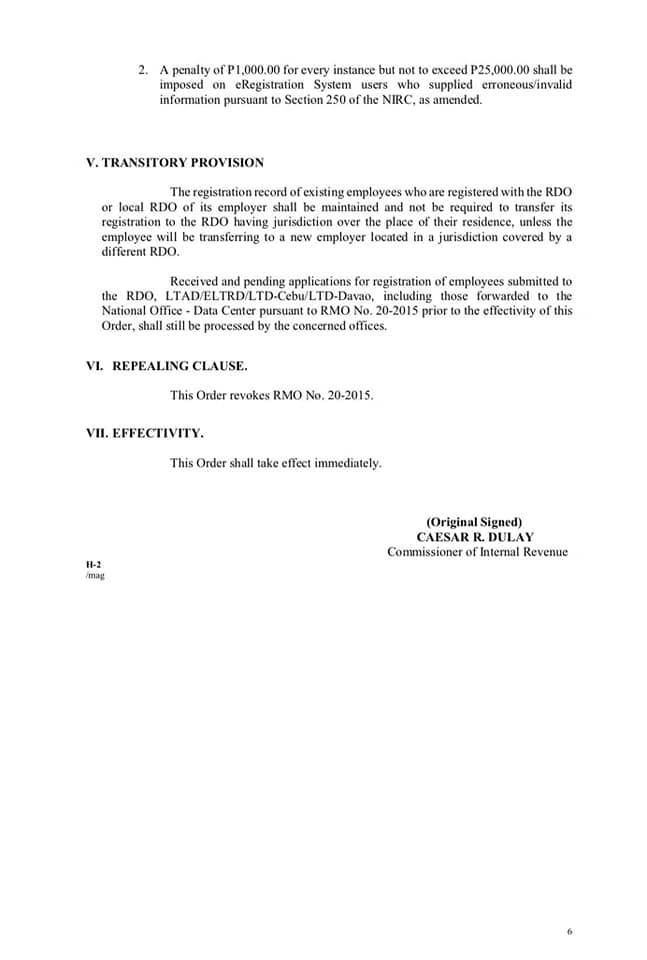 2. A penalty of P1,000.00 for every instance but not to exceed P25,000.00 shall be
imposed on eRegistration System users who supplied erroneous/invalid
information pursuant to Section 250 of the NIRC, as amended.
V. TRANSITORY PROVISION
The registration record of existing employees who are registered with the RDO
or local RDO of its employer shall be maintained and not be required to transfer its
registration to the RDO having jurisdiction over the place of their residence, unless the
employee will be transferring to a new employer located in a jurisdiction covered by a
different RDO.
Received and pending applications for registration of employees submitted to
the RDO, LTAD/ELTRD/LTD-Cebu/LTD-Davao, including those forwarded to the
National Office - Data Center pursuant to RMO No. 20-2015 prior to the effectivity of this
Order, shall still be processed by the concerned offices.
VI. REPEALING CLAUSE.
This Order revokes RMO No. 20-2015.
VII. EFFECTIVITY.
This Order shall take effect immediately.
(Original Signed)
CAESAR R. DULAY
Commissioner of Internal Revenue
H-2
/mag
6